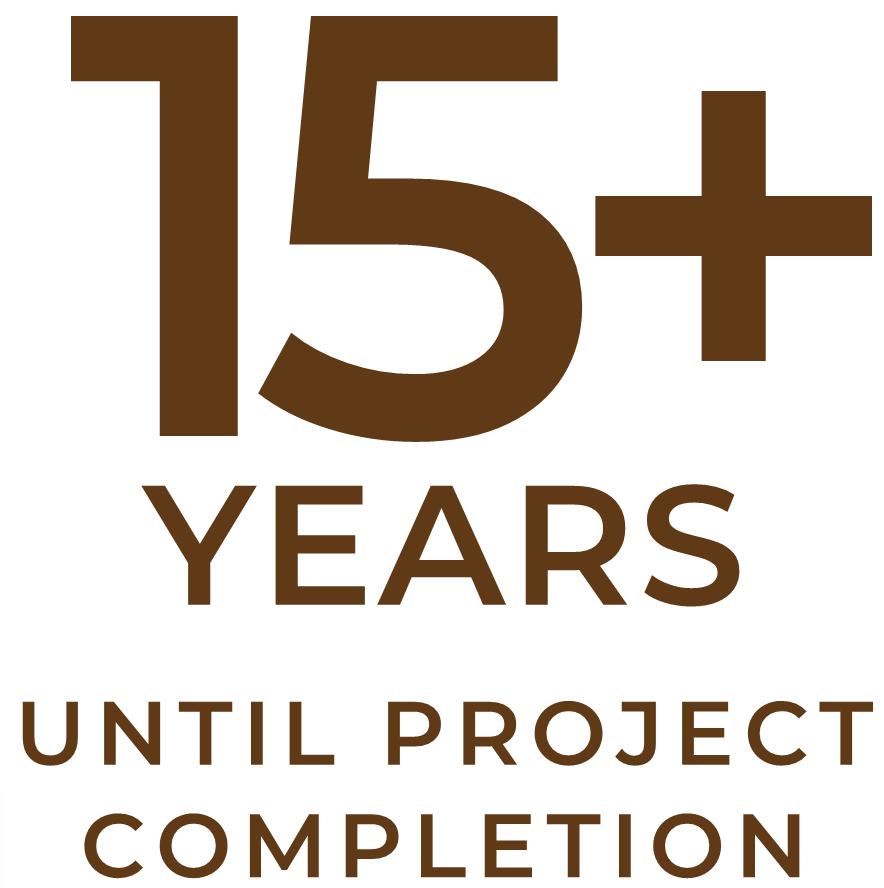 15+
YEARS
UNTIL PROJECT
COMPLETION